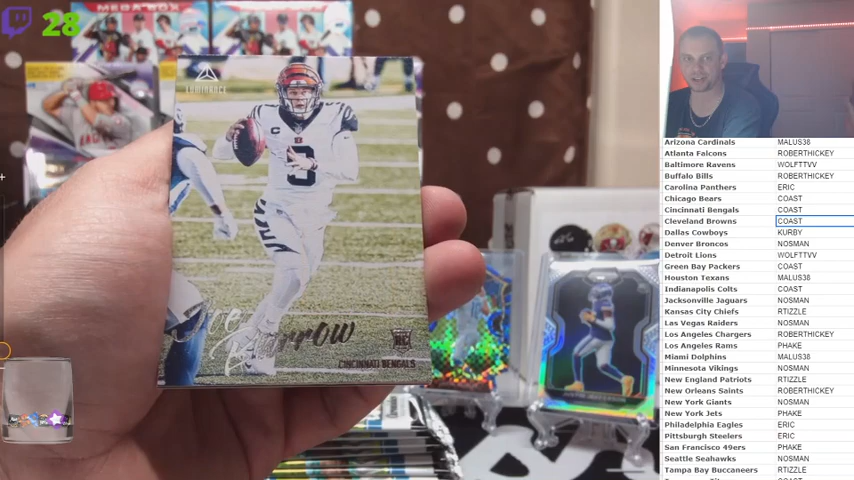 28
MEGA BOX
ANGELS
LUMINANCE
C
9
Joe
Burrow
RC
CINCINNATI BENGALS
JUSTIN JEFFERSON
Arizona Cardinals MALUS38
Atlanta Falcons ROBERTHICKEY
Baltimore Ravens WOLFTTVV
Buffalo Bills ROBERTHICKEY
Carolina Panthers ERIC
Chicago Bears COAST
Cincinnati Bengals COAST
Cleveland Browns COAST
Dallas Cowboys KURBY
Denver Broncos NOSMAN
Detroit Lions WOLFTTVV
Green Bay Packers COAST
Houston Texans MALUS38
Indianapolis Colts COAST
Jacksonville Jaguars NOSMAN
Kansas City Chiefs RTIZZLE
Las Vegas Raiders NOSMAN
Los Angeles Chargers ROBERTHICKEY
Los Angeles Rams PHAKE
Miami Dolphins MALUS38
Minnesota Vikings NOSMAN
New England Patriots RTIZZLE
New Orleans Saints ROBERTHICKEY
New York Giants NOSMAN
New York Jets PHAKE
Philadelphia Eagles ERIC
Pittsburgh Steelers ERIC
San Francisco 49ers PHAKE
Seattle Seahawks NOSMAN
Tampa Bay Buccaneers RTIZZLE